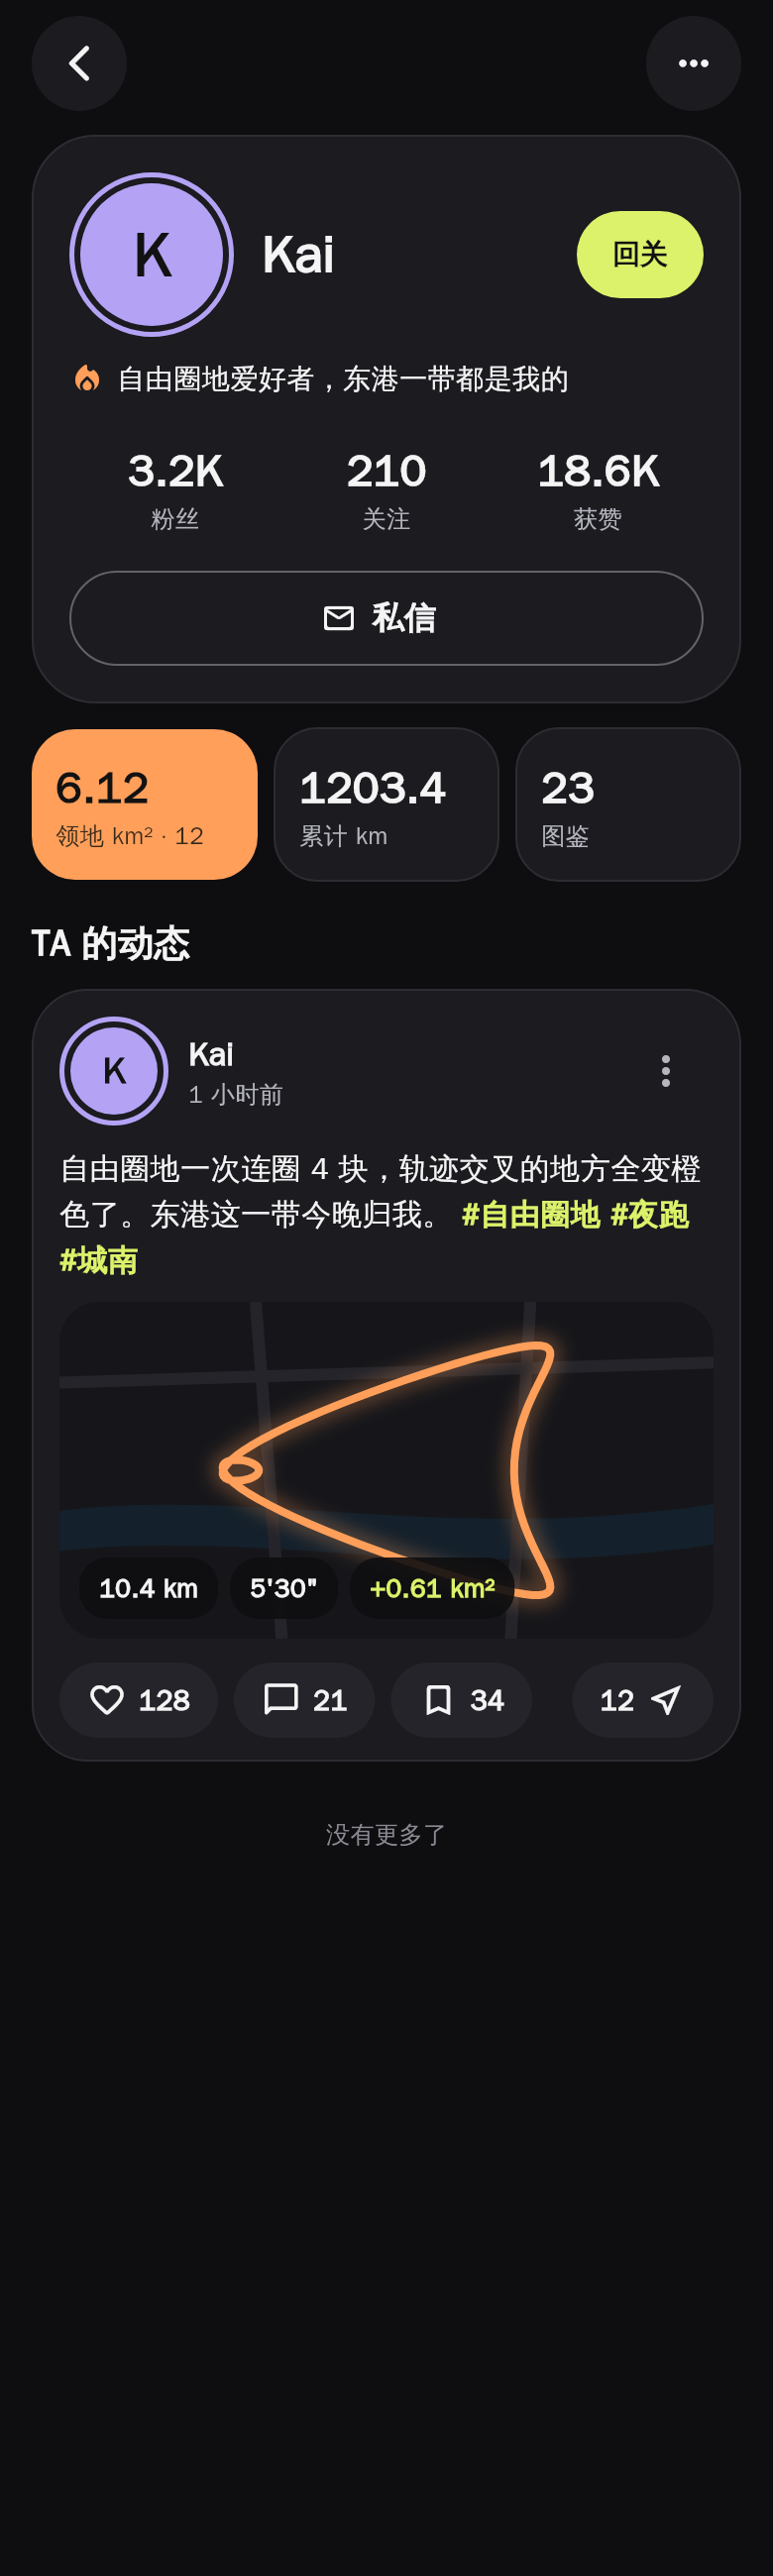 K
Kai
回关
自由圈地爱好者，东港一带都是我的
3.2K
粉丝
210
关注
18.6K
获赞
私信
6.12
领地 km² · 12
1203.4
累计 km
23
图鉴
TA 的动态
K
Kai
1 小时前
自由圈地一次连圈 4 块，轨迹交叉的地方全变橙
色了。东港这一带今晚归我。 #自由圈地 #夜跑
#城南
10.4 km
5'30"
+0.61 km²
128
21
34
12
没有更多了